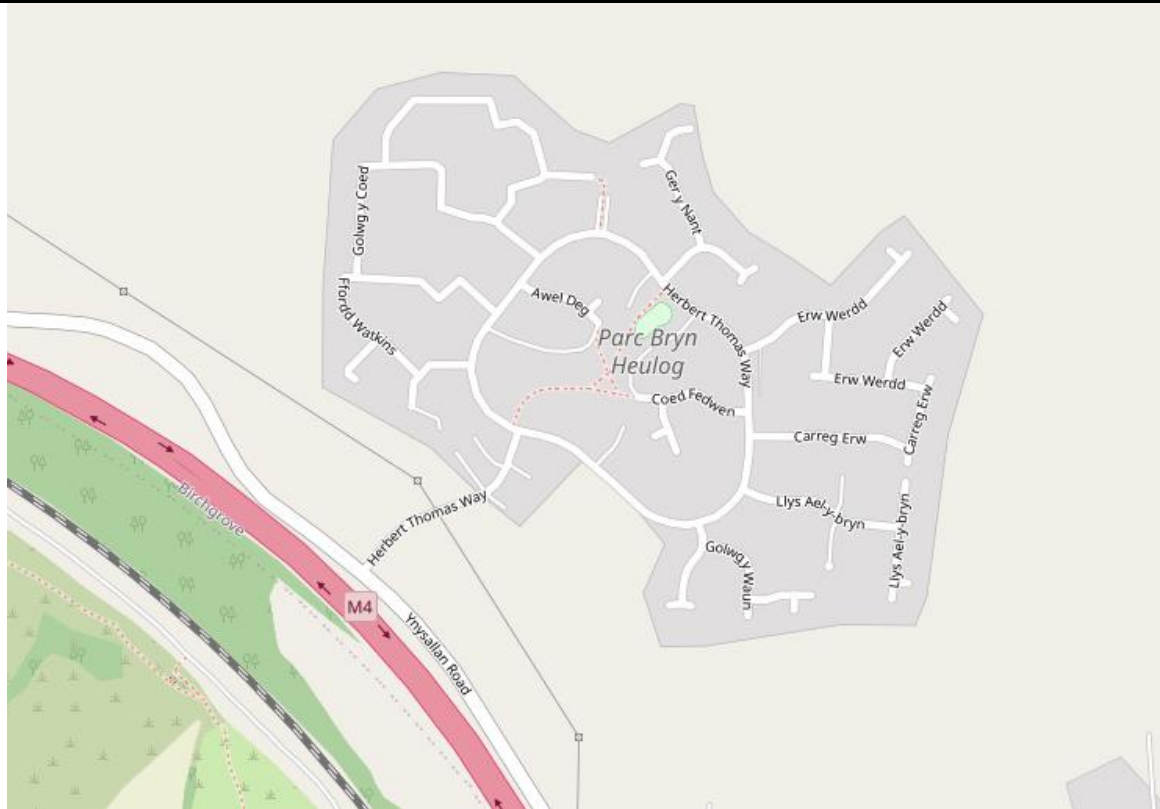 Golwg y Coed
Ger y Nant
Ffordd Watkins
Awel Deg
Herbert Thomas Way
Erw Werdd
Erw Werdd
Parc Bryn
Heulog
Erw Werdd
Coed Fedwen
Carreg Erw
Carreg Erw
Birchgrove
Herbert Thomas Way
Llys Ael-y-bryn
Llys Ael-y-bryn
Golwg y Waun
M4
Ynysallan Road